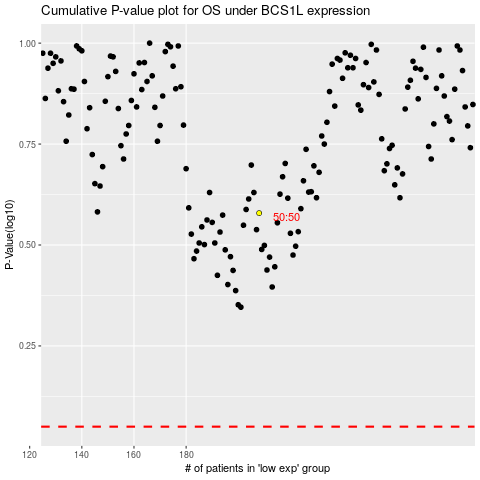 Cumulative P-value plot for OS under BCS1L expression
P-Value(log10)
1.00
0.75
0.50
0.25
50:50
120 140 160 180
# of patients in 'low exp' group